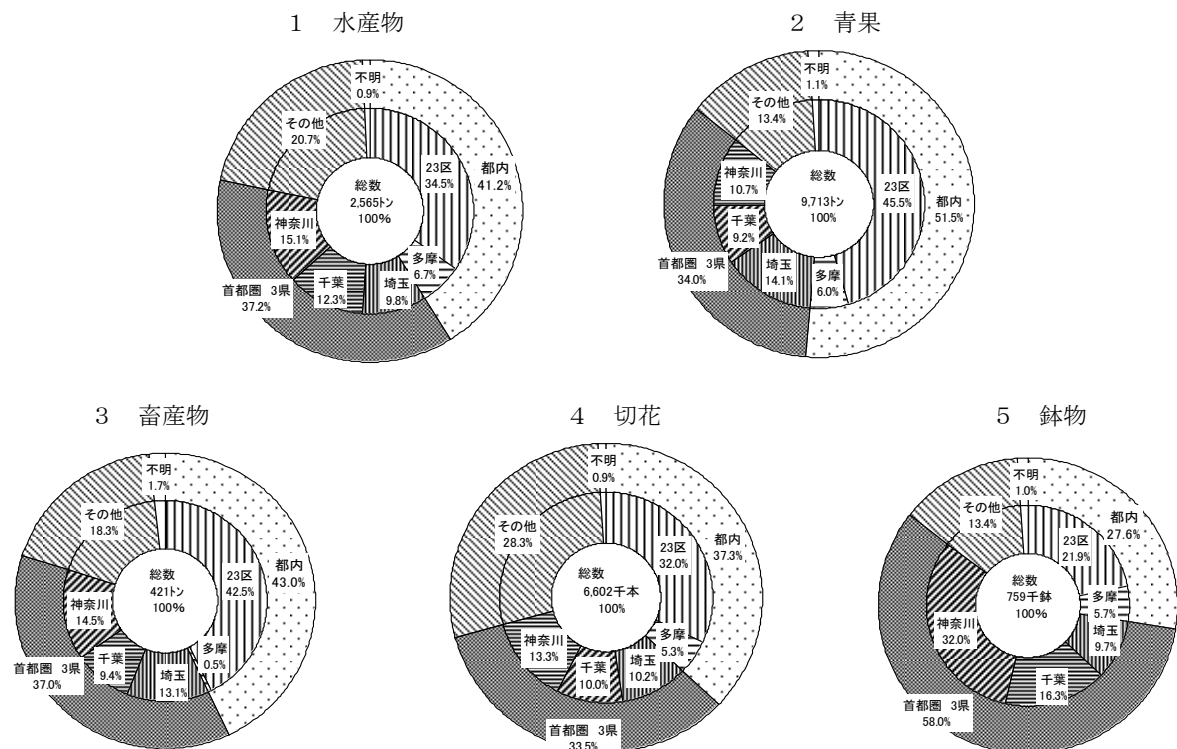 1 水産物
不明
0.9%
その他
20.7%
23区
34.5%
都内
41.2%
総数
2,565トン
100%
神奈川
15.1%
多摩
6.7%
千葉
12.3%
埼玉
9.8%
首都圏 3県
37.2%
2 青果
不明
1.1%
その他
13.4%
神奈川
10.7%
総数
9,713トン
100%
23区
45.5%
都内
51.5%
千葉
9.2%
埼玉
14.1%
多摩
6.0%
首都圏 3県
34.0%
3 畜産物
不明
1.7%
その他
18.3%
都内
43.0%
総数
421トン
100%
23区
42.5%
神奈川
14.5%
千葉
9.4%
埼玉
13.1%
多摩
0.5%
首都圏 3県
37.0%
4 切花
不明
0.9%
その他
28.3%
23区
32.0%
都内
37.3%
総数
6,602千本
100%
神奈川
13.3%
千葉
10.0%
埼玉
10.2%
多摩
5.3%
首都圏 3県
33.5%
5 鉢物
不明
1.0%
その他
13.4%
都内
27.6%
23区
21.9%
総数
759千鉢
100%
多摩
5.7%
神奈川
32.0%
埼玉
9.7%
千葉
16.3%
首都圏 3県
58.0%